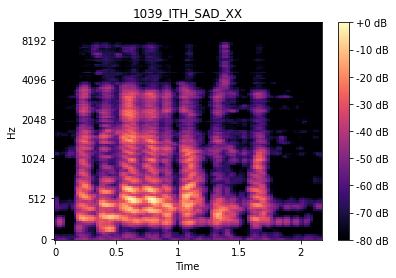 1039_ITH_SAD_XX
+0 dB
8192
-10 dB
4096
-20 dB
-30 dB
2048
Hz
-40 dB
1024
-50 dB
512
-60 dB
-70 dB
0
-80 dB
0 0.5 1 1.5 2
Time